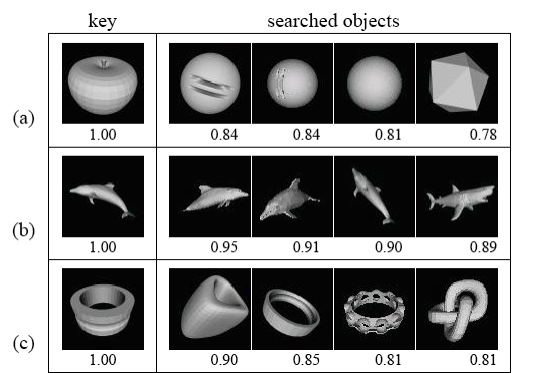 key searched objects
(a)
1.00 0.84 0.84 0.81 0.78
(b)
1.00 0.95 0.91 0.90 0.89
(c)
1.00 0.90 0.85 0.81 0.81